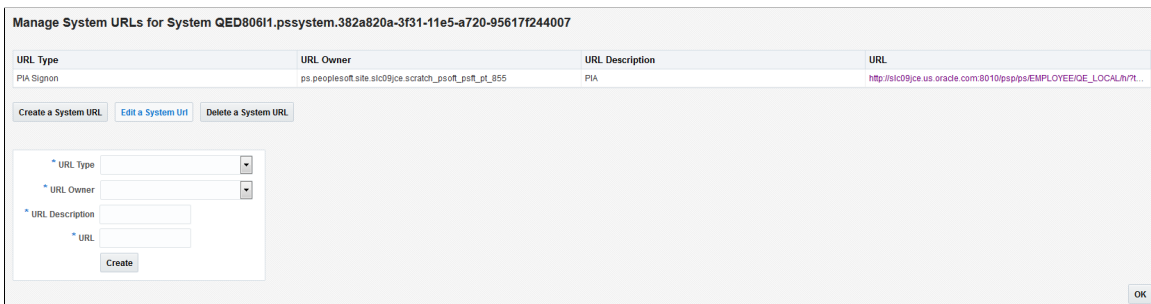 Manage System URLs for System QED806I1.pssystem.382a820a-3f31-11e5-a720-95617f244007
URL Type URL Owner URL Description URL
PIA Signon ps.peoplesoft.site.slc09jce.scratch_psoft_psft_pt_855 PIA http://slc09jce.us.oracle.com:8010/psp/ps/EMPLOYEE/QE_LOCAL/h/?t...
Create a System URL Edit a System Url Delete a System URL
* URL Type
* URL Owner
* URL Description
* URL
Create
OK